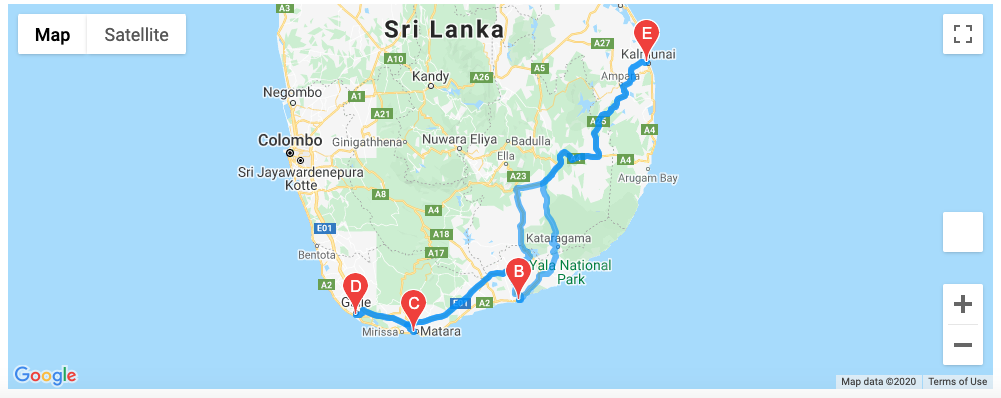 Map
Satellite
Sri Lanka
E
Kalmunai
A27
Ampara
A10
A5
Kandy
A26
Negombo
A1
A21
A25
A4
Colombo
Ginigathhena
Nuwara Eliya
Badulla
Ella
A4
Sri Jayawardenepura
Kotte
A23
Arugam Bay
A8
A4
E01
A18
Kataragama
A17
Bentota
B
Yala National
Park
A2
D
C
E01
A2
Galle
Mirissa
Matara
Google
Map data ©2020
Terms of Use